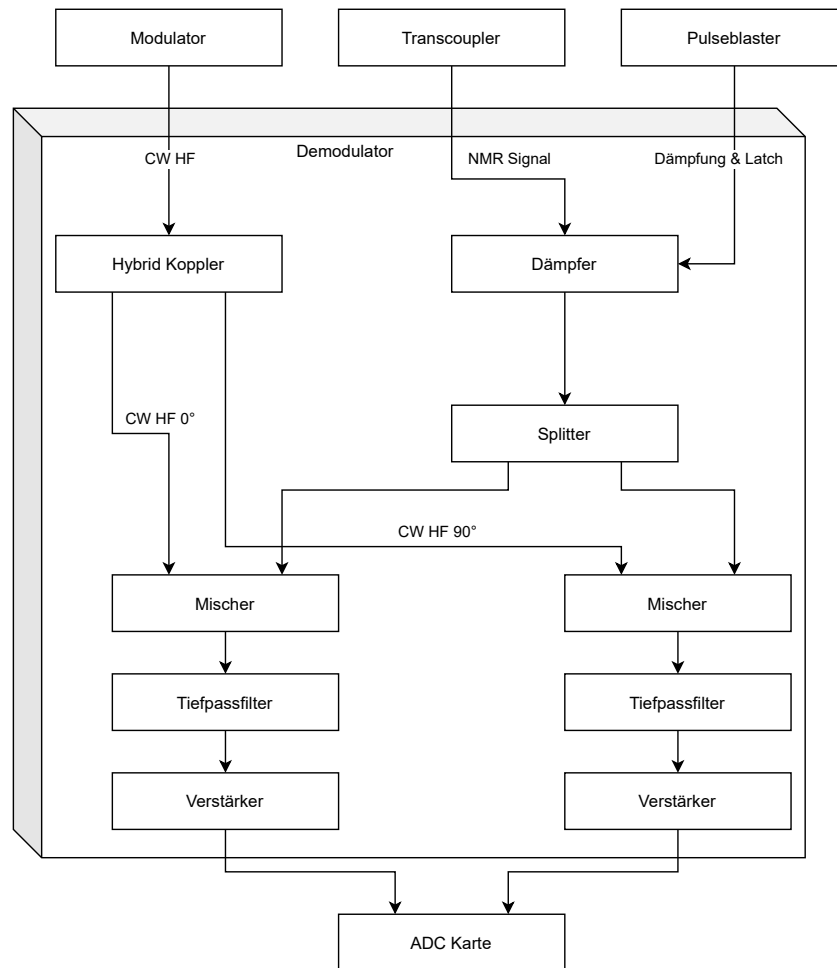 Modulator
Transcoupler
Pulseblaster
Demodulator
CW HF
NMR Signal
Dämpfung & Latch
Hybrid Koppler
Dämpfer
CW HF 0°
Splitter
CW HF 90°
Mischer
Mischer
Tiefpassfilter
Tiefpassfilter
Verstärker
Verstärker
ADC Karte